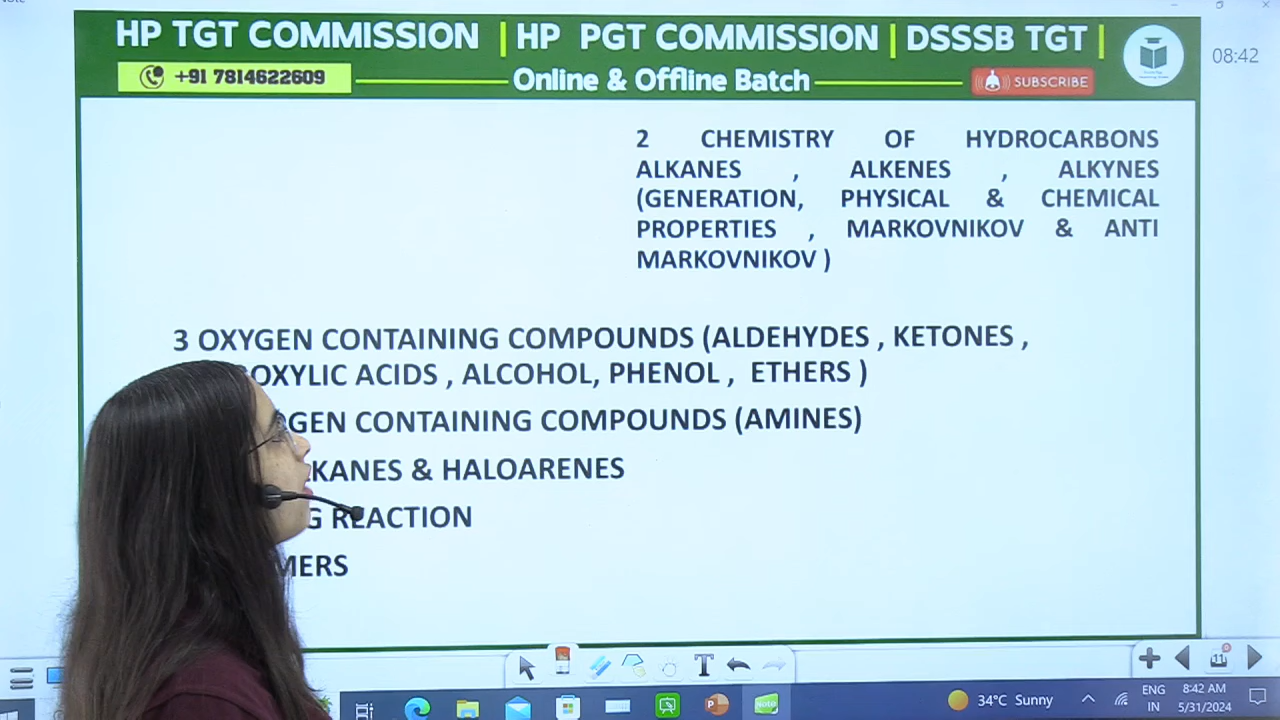 Note
HP TGT COMMISSION | HP PGT COMMISSION | DSSSB TGT |
08:42
+91 7814622609
Online & Offline Batch
SUBSCRIBE
2 CHEMISTRY OF HYDROCARBONS
ALKANES , ALKENES , ALKYNES
(GENERATION, PHYSICAL & CHEMICAL
PROPERTIES , MARKOVNIKOV & ANTI
MARKOVNIKOV )
3 OXYGEN CONTAINING COMPOUNDS (ALDEHYDES , KETONES ,
OXYLIC ACIDS , ALCOHOL, PHENOL , ETHERS )
GEN CONTAINING COMPOUNDS (AMINES)
KANES & HALOARENES
G REACTION
MERS
T
11
34°C Sunny
ENG
IN
8:42 AM
5/31/2024
Note